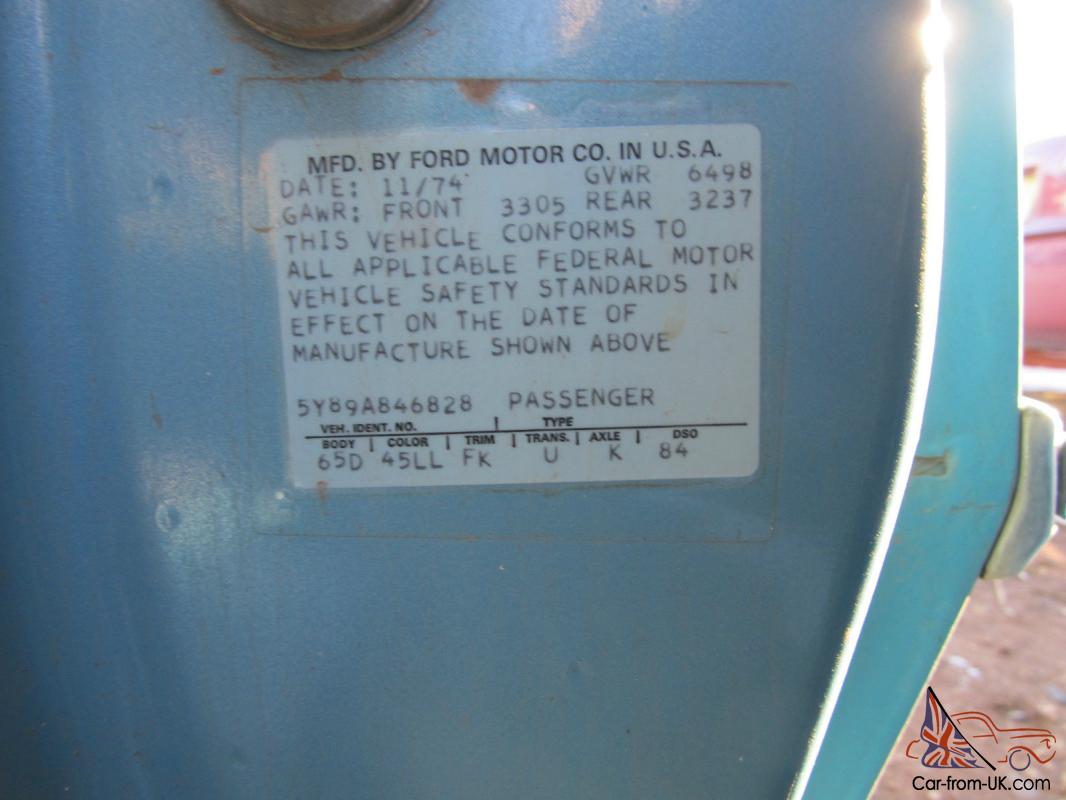 MFD. BY FORD MOTOR CO. IN U.S.A.
DATE: 11/74 GVWR 6498
GAWR: FRONT 3305 REAR 3237
THIS VEHICLE CONFORMS TO
ALL APPLICABLE FEDERAL MOTOR
VEHICLE SAFETY STANDARDS IN
EFFECT ON THE DATE OF
MANUFACTURE SHOWN ABOVE
5Y89A846828 PASSENGER
VEH. IDENT. NO. | TYPE
BODY | COLOR | TRIM | TRANS. | AXLE | DSO
65D 45LL FK U K 84
Car-from-UK.com